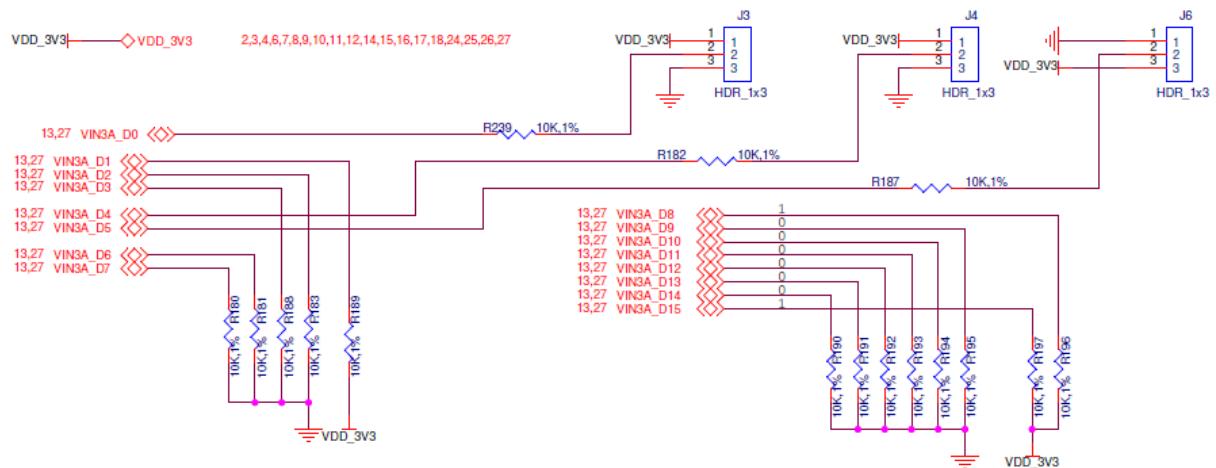 J3
J4
J6
VDD_3V3
VDD_3V3
2,3,4,6,7,8,9,10,11,12,14,15,16,17,18,24,25,26,27
VDD_3V3
1
2
3
1
2
3
HDR_1x3
VDD_3V3
1
2
3
1
2
3
HDR_1x3
VDD_3V3
1
2
3
1
2
3
HDR_1x3
13,27 VIN3A_D0
R239
10K,1%
13,27 VIN3A_D1
13,27 VIN3A_D2
13,27 VIN3A_D3
R182
10K,1%
R187
10K,1%
13,27 VIN3A_D4
13,27 VIN3A_D5
13,27 VIN3A_D6
13,27 VIN3A_D7
13,27 VIN3A_D8 1
13,27 VIN3A_D9 0
13,27 VIN3A_D10 0
13,27 VIN3A_D11 0
13,27 VIN3A_D12 0
13,27 VIN3A_D13 0
13,27 VIN3A_D14 0
13,27 VIN3A_D15 1
10K,1% R180
10K,1% R181
10K,1% R188
10K,1% R183
10K,1% R189
VDD_3V3
10K,1% R190
10K,1% R191
10K,1% R192
10K,1% R193
10K,1% R194
10K,1% R195
10K,1% R197
10K,1% R196
VDD_3V3